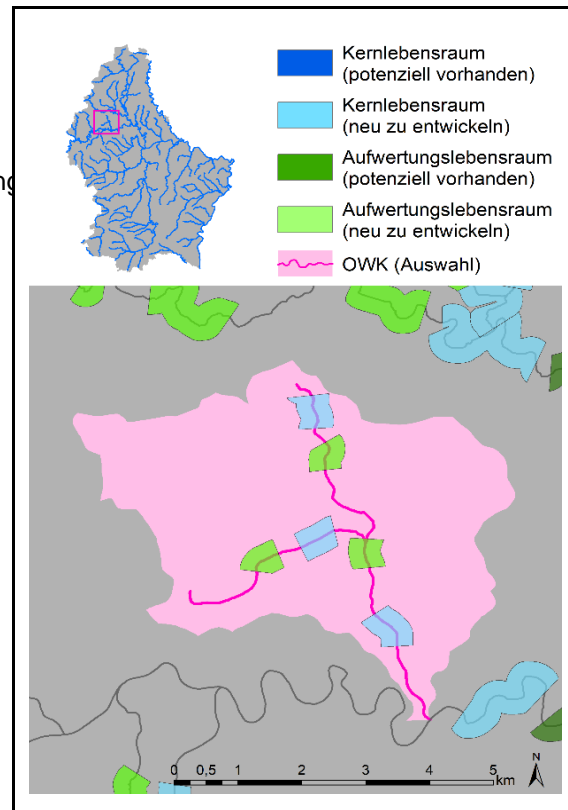 Kernlebensraum
(potenziell vorhanden)
Kernlebensraum
(neu zu entwickeln)
Aufwertungslebensraum
(potenziell vorhanden)
Aufwertungslebensraum
(neu zu entwickeln)
OWK (Auswahl)
N
0 0,5 1 2 3 4 5
km